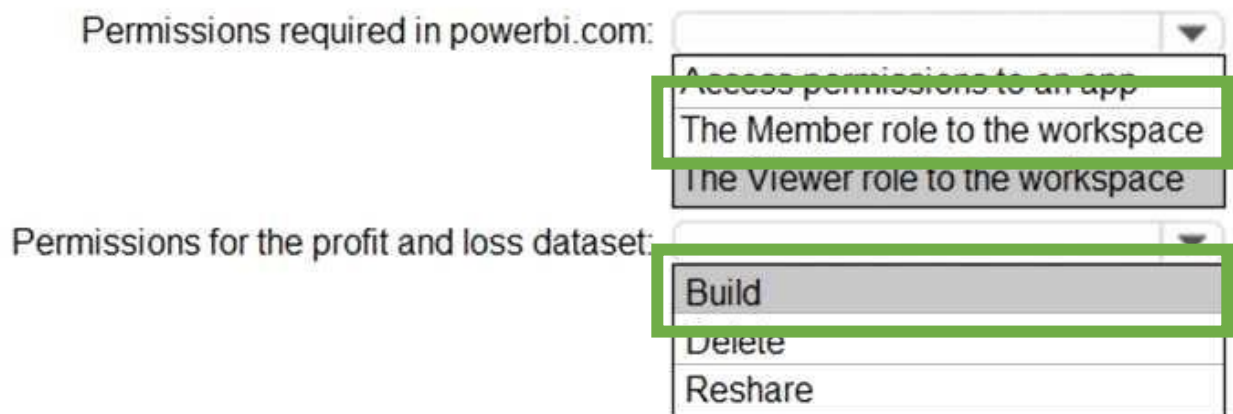 Permissions required in powerbi.com:
Access permissions to an app
The Member role to the workspace
The Viewer role to the workspace
Permissions for the profit and loss dataset:
Build
Delete
Reshare